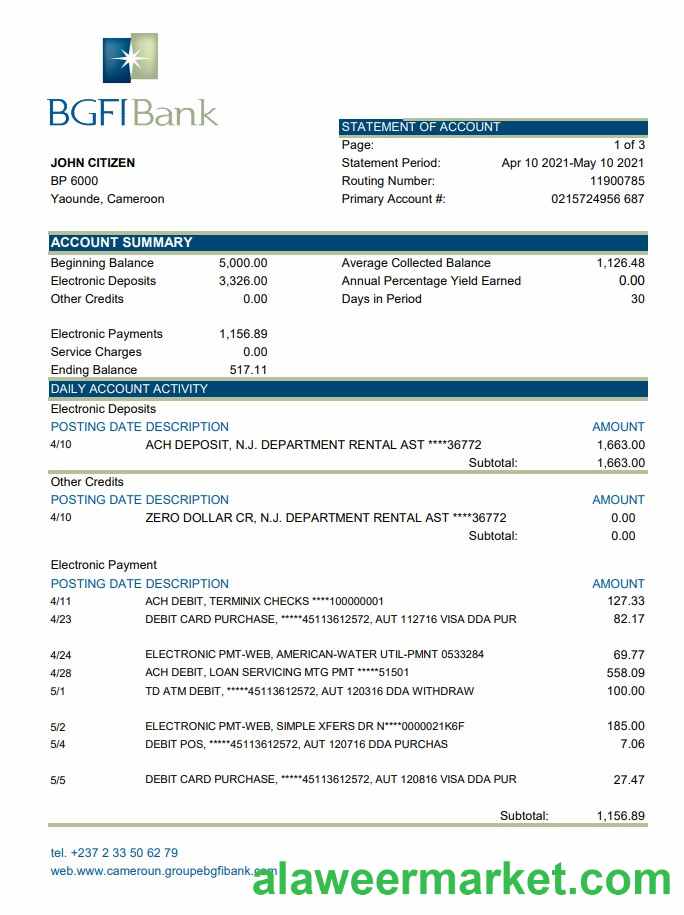 BGFIBank
STATEMENT OF ACCOUNT
Page: 1 of 3
JOHN CITIZEN Statement Period: Apr 10 2021-May 10 2021
BP 6000 Routing Number: 11900785
Yaounde, Cameroon Primary Account #: 0215724956 687
ACCOUNT SUMMARY
Beginning Balance 5,000.00 Average Collected Balance 1,126.48
Electronic Deposits 3,326.00 Annual Percentage Yield Earned 0.00
Other Credits 0.00 Days in Period 30
Electronic Payments 1,156.89
Service Charges 0.00
Ending Balance 517.11
DAILY ACCOUNT ACTIVITY
Electronic Deposits
POSTING DATE DESCRIPTION AMOUNT
4/10 ACH DEPOSIT, N.J. DEPARTMENT RENTAL AST ****36772 1,663.00
Subtotal: 1,663.00
Other Credits
POSTING DATE DESCRIPTION AMOUNT
4/10 ZERO DOLLAR CR, N.J. DEPARTMENT RENTAL AST ****36772 0.00
Subtotal: 0.00
Electronic Payment
POSTING DATE DESCRIPTION AMOUNT
4/11 ACH DEBIT, TERMINIX CHECKS ****100000001 127.33
4/23 DEBIT CARD PURCHASE, *****45113612572, AUT 112716 VISA DDA PUR 82.17
4/24 ELECTRONIC PMT-WEB, AMERICAN-WATER UTIL-PMNT 0533284 69.77
4/28 ACH DEBIT, LOAN SERVICING MTG PMT *****51501 558.09
5/1 TD ATM DEBIT, *****45113612572, AUT 120316 DDA WITHDRAW 100.00
5/2 ELECTRONIC PMT-WEB, SIMPLE XFERS DR N****0000021K6F 185.00
5/4 DEBIT POS, *****45113612572, AUT 120716 DDA PURCHAS 7.06
5/5 DEBIT CARD PURCHASE, *****45113612572, AUT 120816 VISA DDA PUR 27.47
Subtotal: 1,156.89
tel. +237 2 33 50 62 79
web.www.cameroun.groupebgfibank.com
alaweermarket.com